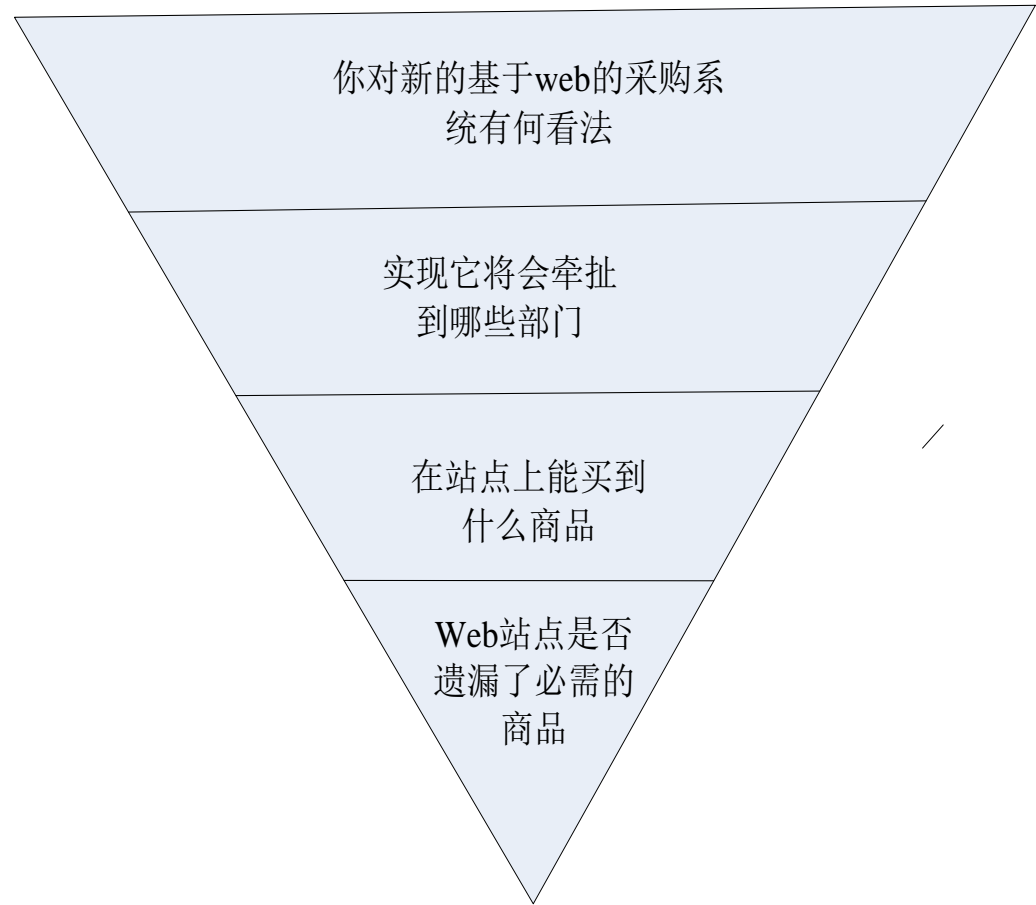 你对新的基于web的采购系
统有何看法
实现它将会牵扯
到哪些部门
在站点上能买到
什么商品
Web站点是否
遗漏了必需的
商品